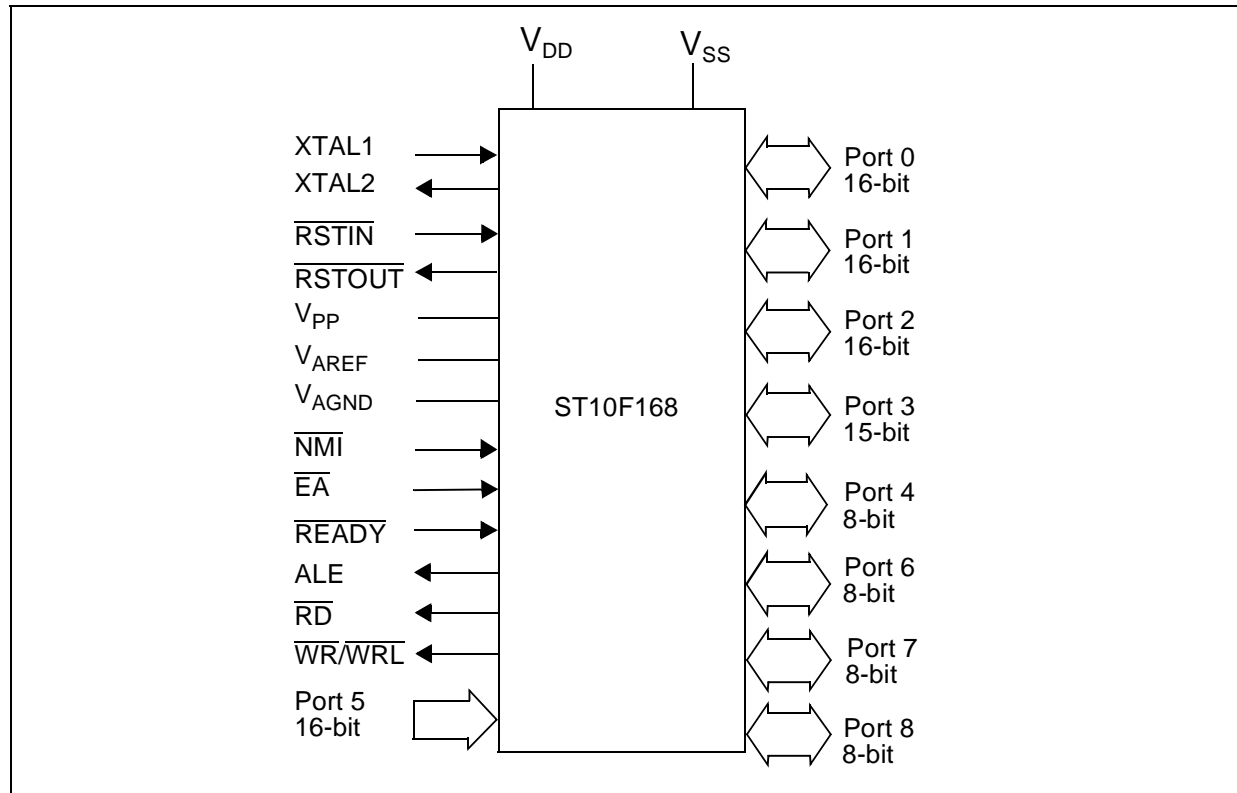 VDD
VSS
XTAL1
XTAL2
RSTIN
RSTOUT
VPP
VAREF
VAGND
NMI
EA
READY
ALE
RD
WR/WRL
Port 5
16-bit
ST10F168
Port 0
16-bit
Port 1
16-bit
Port 2
16-bit
Port 3
15-bit
Port 4
8-bit
Port 6
8-bit
Port 7
8-bit
Port 8
8-bit